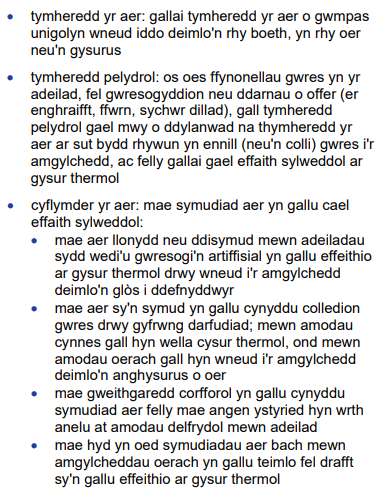 • tymheredd yr aer: gallai tymheredd yr aer o gwmpas
unigolyn wneud iddo deimlo'n rhy boeth, yn rhy oer
neu'n gysurus
• tymheredd pelydrol: os oes ffynonellau gwres yn yr
adeilad, fel gwresogyddion neu ddarnau o offer (er
enghraifft, ffwrn, sychwr dillad), gall tymheredd
pelydrol gael mwy o ddylanwad na thymheredd yr
aer ar sut bydd rhywun yn ennill (neu'n colli) gwres i'r
amgylchedd, ac felly gallai gael effaith sylweddol ar
gysur thermol
• cyflymder yr aer: mae symudiad aer yn gallu cael
effaith sylweddol:
• mae aer llonydd neu ddisymud mewn adeiladau
sydd wedi'u gwresogi'n artiffisial yn gallu effeithio
ar gysur thermol drwy wneud i'r amgylchedd
deimlo'n glòs i ddefnyddwyr
• mae aer sy'n symud yn gallu cynyddu colledion
gwres drwy gyfrwng darfudiad; mewn amodau
cynnes gall hyn wella cysur thermol, ond mewn
amodau oerach gall hyn wneud i'r amgylchedd
deimlo'n anghysurus o oer
• mae gweithgaredd corfforol yn gallu cynyddu
symudiad aer felly mae angen ystyried hyn wrth
anelu at amodau delfrydol mewn adeilad
• mae hyd yn oed symudiadau aer bach mewn
amgylcheddau oerach yn gallu teimlo fel drafft
sy'n gallu effeithio ar gysur thermol